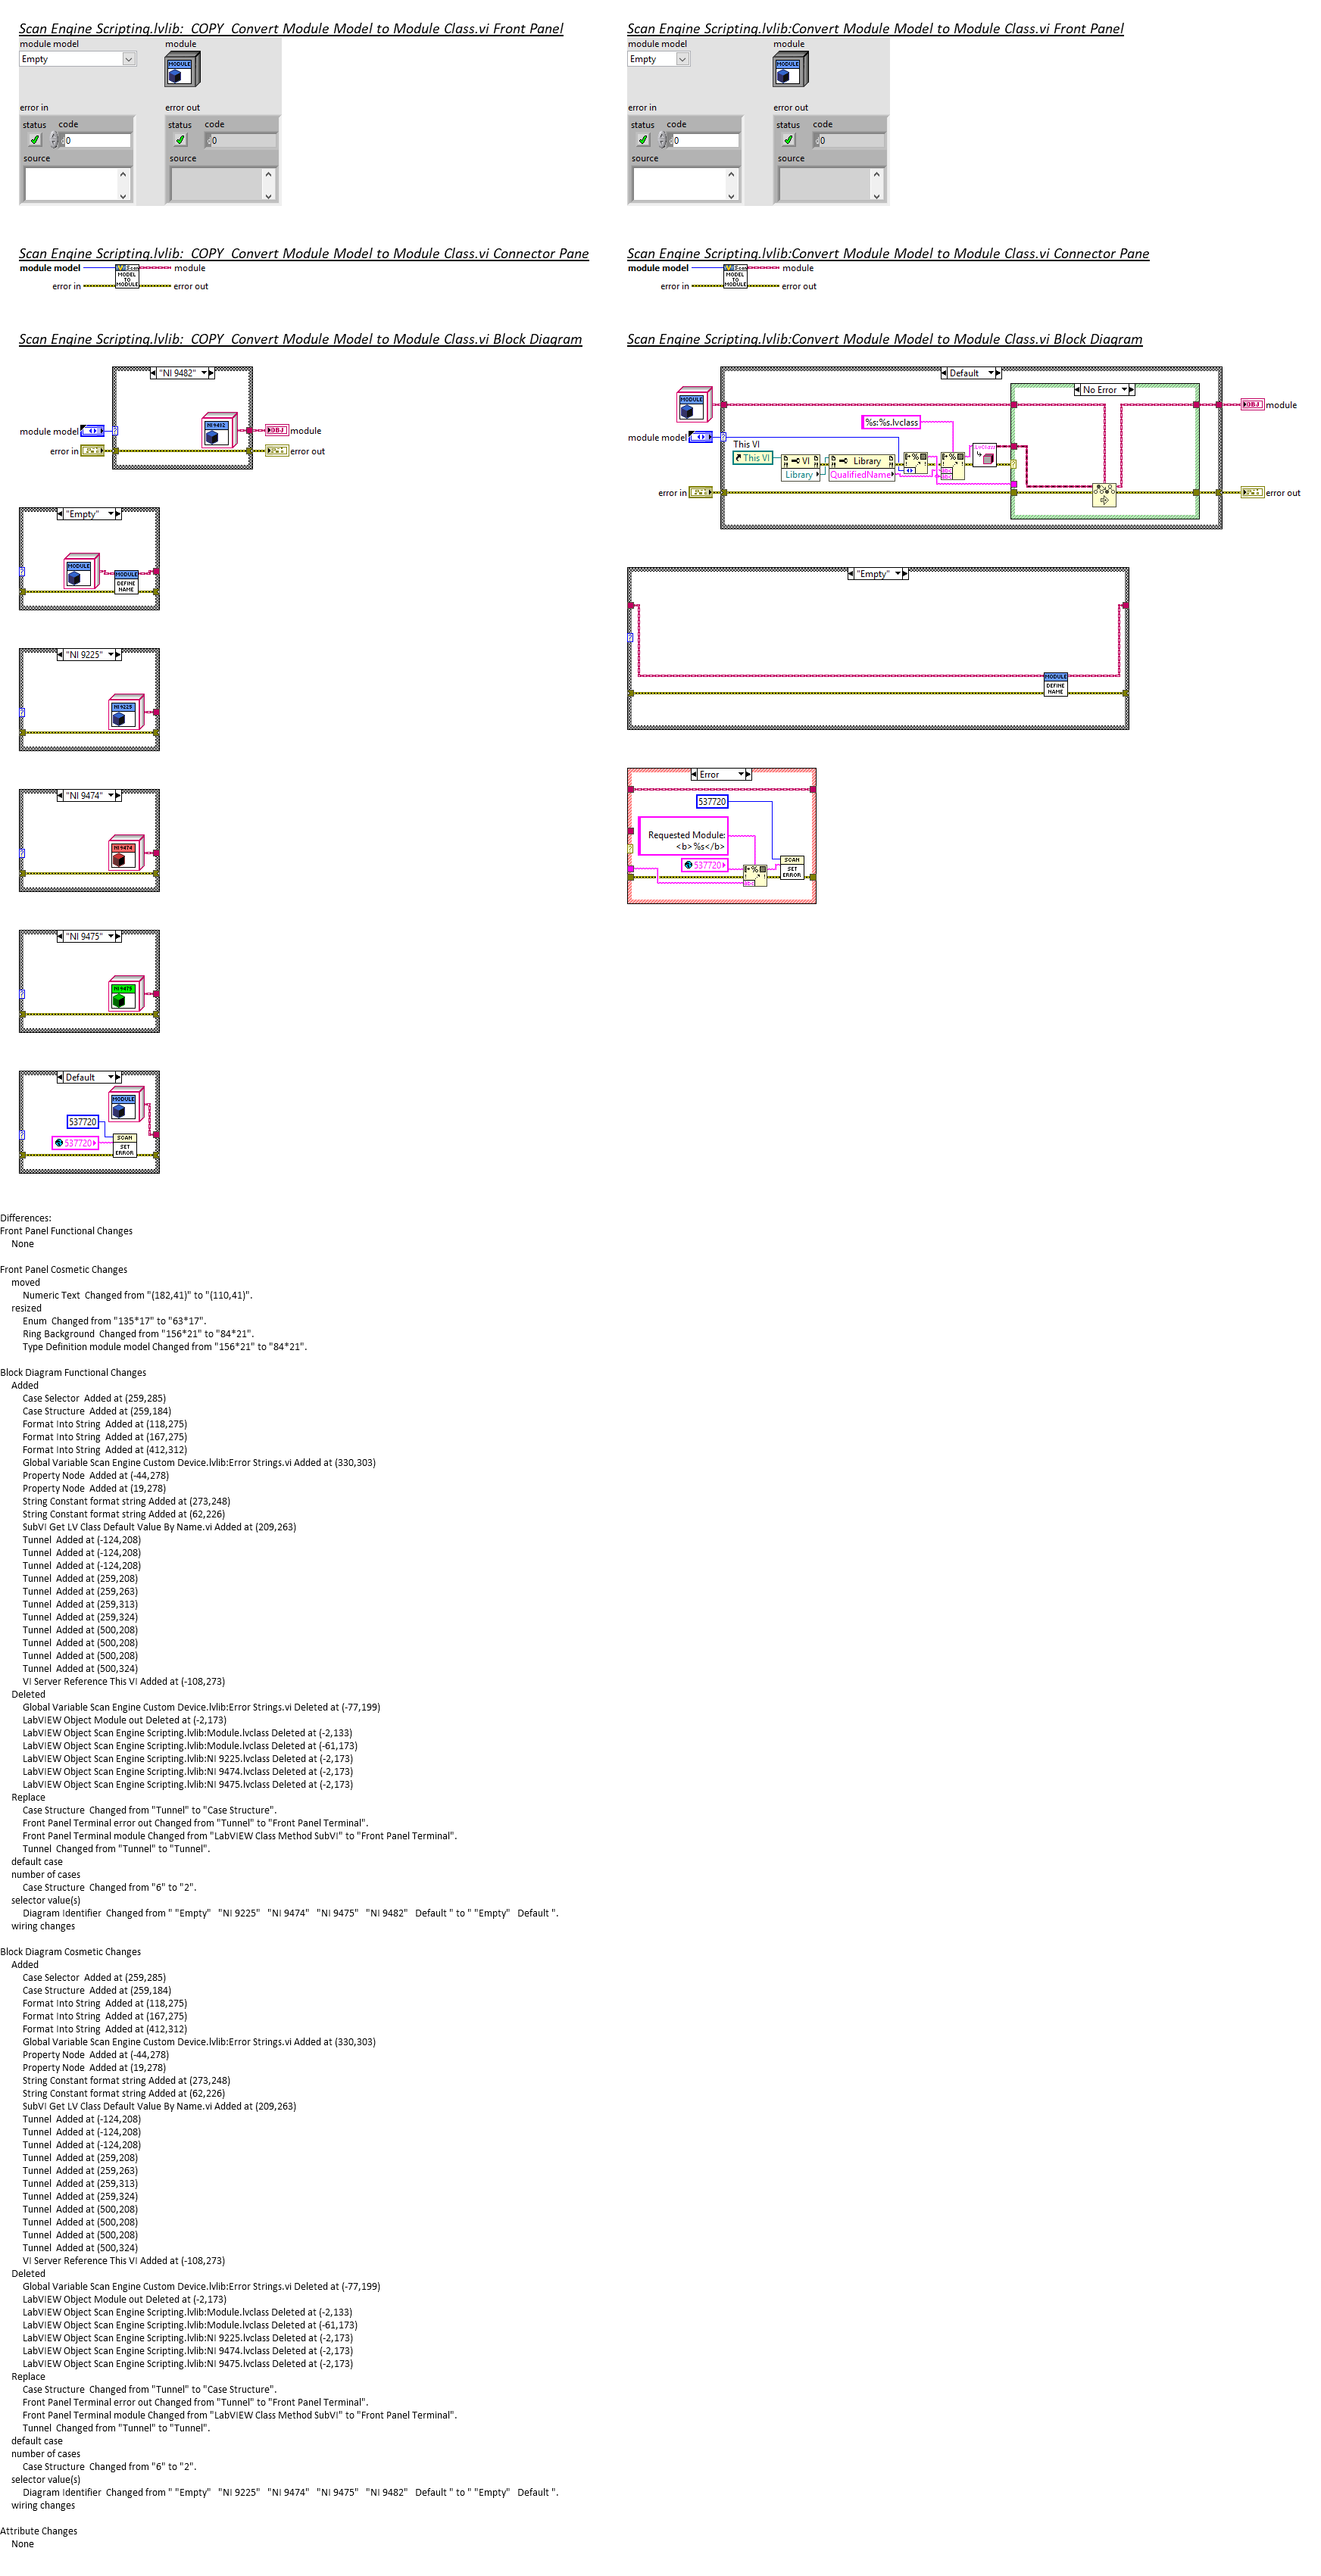 Scan Engine Scripting.lvlib:  COPY  Convert Module Model to Module Class.vi Front Panel
module model
module
Empty
MODULE
error in
error out
status
code
status
code
0
0
source
source
Scan Engine Scripting.lvlib:Convert Module Model to Module Class.vi Front Panel
module model
module
Empty
MODULE
error in
error out
status
code
status
code
0
0
source
source
Scan Engine Scripting.lvlib:  COPY  Convert Module Model to Module Class.vi Connector Pane
module model
module
MODEL
TO
MODULE
error in
error out
Scan Engine Scripting.lvlib:Convert Module Model to Module Class.vi Connector Pane
module model
module
MODEL
TO
MODULE
error in
error out
Scan Engine Scripting.lvlib:  COPY  Convert Module Model to Module Class.vi Block Diagram
"NI 9482"
NI 9482
module model
module
error in
error out
"Empty"
MODULE
MODULE
DEFINE
NAME
"NI 9225"
NI 9225
"NI 9474"
NI 9474
"NI 9475"
NI 9475
Default
MODULE
537720
537720
SCAN
SET
ERROR
Scan Engine Scripting.lvlib:Convert Module Model to Module Class.vi Block Diagram
Default
No Error
MODULE
OBJ
module
%s:%s.lvclass
module model
This VI
This VI
VI
Library
Library
QualifiedName
error in
error out
"Empty"
MODULE
DEFINE
NAME
Error
537720
Requested Module:
<b>%s</b>
537720
SCAN
SET
ERROR
Differences:
Front Panel Functional Changes
None
Front Panel Cosmetic Changes
moved
Numeric Text  Changed from "(182,41)" to "(110,41)".
resized
Enum  Changed from "135*17" to "63*17".
Ring Background  Changed from "156*21" to "84*21".
Type Definition module model Changed from "156*21" to "84*21".
Block Diagram Functional Changes
Added
Case Selector  Added at (259,285)
Case Structure  Added at (259,184)
Format Into String  Added at (118,275)
Format Into String  Added at (167,275)
Format Into String  Added at (412,312)
Global Variable Scan Engine Custom Device.lvlib:Error Strings.vi Added at (330,303)
Property Node  Added at (-44,278)
Property Node  Added at (19,278)
String Constant format string Added at (273,248)
String Constant format string Added at (62,226)
SubVI Get LV Class Default Value By Name.vi Added at (209,263)
Tunnel  Added at (-124,208)
Tunnel  Added at (-124,208)
Tunnel  Added at (-124,208)
Tunnel  Added at (259,208)
Tunnel  Added at (259,263)
Tunnel  Added at (259,313)
Tunnel  Added at (259,324)
Tunnel  Added at (500,208)
Tunnel  Added at (500,208)
Tunnel  Added at (500,208)
Tunnel  Added at (500,324)
VI Server Reference This VI Added at (-108,273)
Deleted
Global Variable Scan Engine Custom Device.lvlib:Error Strings.vi Deleted at (-77,199)
LabVIEW Object Module out Deleted at (-2,173)
LabVIEW Object Scan Engine Scripting.lvlib:Module.lvclass Deleted at (-2,133)
LabVIEW Object Scan Engine Scripting.lvlib:Module.lvclass Deleted at (-61,173)
LabVIEW Object Scan Engine Scripting.lvlib:NI 9225.lvclass Deleted at (-2,173)
LabVIEW Object Scan Engine Scripting.lvlib:NI 9474.lvclass Deleted at (-2,173)
LabVIEW Object Scan Engine Scripting.lvlib:NI 9475.lvclass Deleted at (-2,173)
Replace
Case Structure  Changed from "Tunnel" to "Case Structure".
Front Panel Terminal error out Changed from "Tunnel" to "Front Panel Terminal".
Front Panel Terminal module Changed from "LabVIEW Class Method SubVI" to "Front Panel Terminal".
Tunnel  Changed from "Tunnel" to "Tunnel".
default case
number of cases
Case Structure  Changed from "6" to "2".
selector value(s)
Diagram Identifier  Changed from " "Empty"   "NI 9225"   "NI 9474"   "NI 9475"   "NI 9482"   Default " to " "Empty"   Default ".
wiring changes
Block Diagram Cosmetic Changes
Added
Case Selector  Added at (259,285)
Case Structure  Added at (259,184)
Format Into String  Added at (118,275)
Format Into String  Added at (167,275)
Format Into String  Added at (412,312)
Global Variable Scan Engine Custom Device.lvlib:Error Strings.vi Added at (330,303)
Property Node  Added at (-44,278)
Property Node  Added at (19,278)
String Constant format string Added at (273,248)
String Constant format string Added at (62,226)
SubVI Get LV Class Default Value By Name.vi Added at (209,263)
Tunnel  Added at (-124,208)
Tunnel  Added at (-124,208)
Tunnel  Added at (-124,208)
Tunnel  Added at (259,208)
Tunnel  Added at (259,263)
Tunnel  Added at (259,313)
Tunnel  Added at (259,324)
Tunnel  Added at (500,208)
Tunnel  Added at (500,208)
Tunnel  Added at (500,208)
Tunnel  Added at (500,324)
VI Server Reference This VI Added at (-108,273)
Deleted
Global Variable Scan Engine Custom Device.lvlib:Error Strings.vi Deleted at (-77,199)
LabVIEW Object Module out Deleted at (-2,173)
LabVIEW Object Scan Engine Scripting.lvlib:Module.lvclass Deleted at (-2,133)
LabVIEW Object Scan Engine Scripting.lvlib:Module.lvclass Deleted at (-61,173)
LabVIEW Object Scan Engine Scripting.lvlib:NI 9225.lvclass Deleted at (-2,173)
LabVIEW Object Scan Engine Scripting.lvlib:NI 9474.lvclass Deleted at (-2,173)
LabVIEW Object Scan Engine Scripting.lvlib:NI 9475.lvclass Deleted at (-2,173)
Replace
Case Structure  Changed from "Tunnel" to "Case Structure".
Front Panel Terminal error out Changed from "Tunnel" to "Front Panel Terminal".
Front Panel Terminal module Changed from "LabVIEW Class Method SubVI" to "Front Panel Terminal".
Tunnel  Changed from "Tunnel" to "Tunnel".
default case
number of cases
Case Structure  Changed from "6" to "2".
selector value(s)
Diagram Identifier  Changed from " "Empty"   "NI 9225"   "NI 9474"   "NI 9475"   "NI 9482"   Default " to " "Empty"   Default ".
wiring changes
Attribute Changes
None